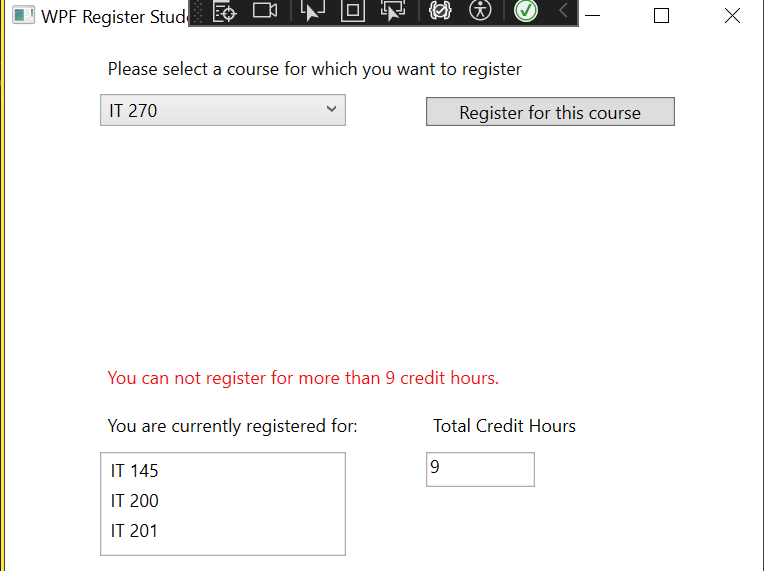 WPF Register Stud
Please select a course for which you want to register
IT 270
Register for this course
You can not register for more than 9 credit hours.
You are currently registered for:
Total Credit Hours
IT 145
9
IT 200
IT 201